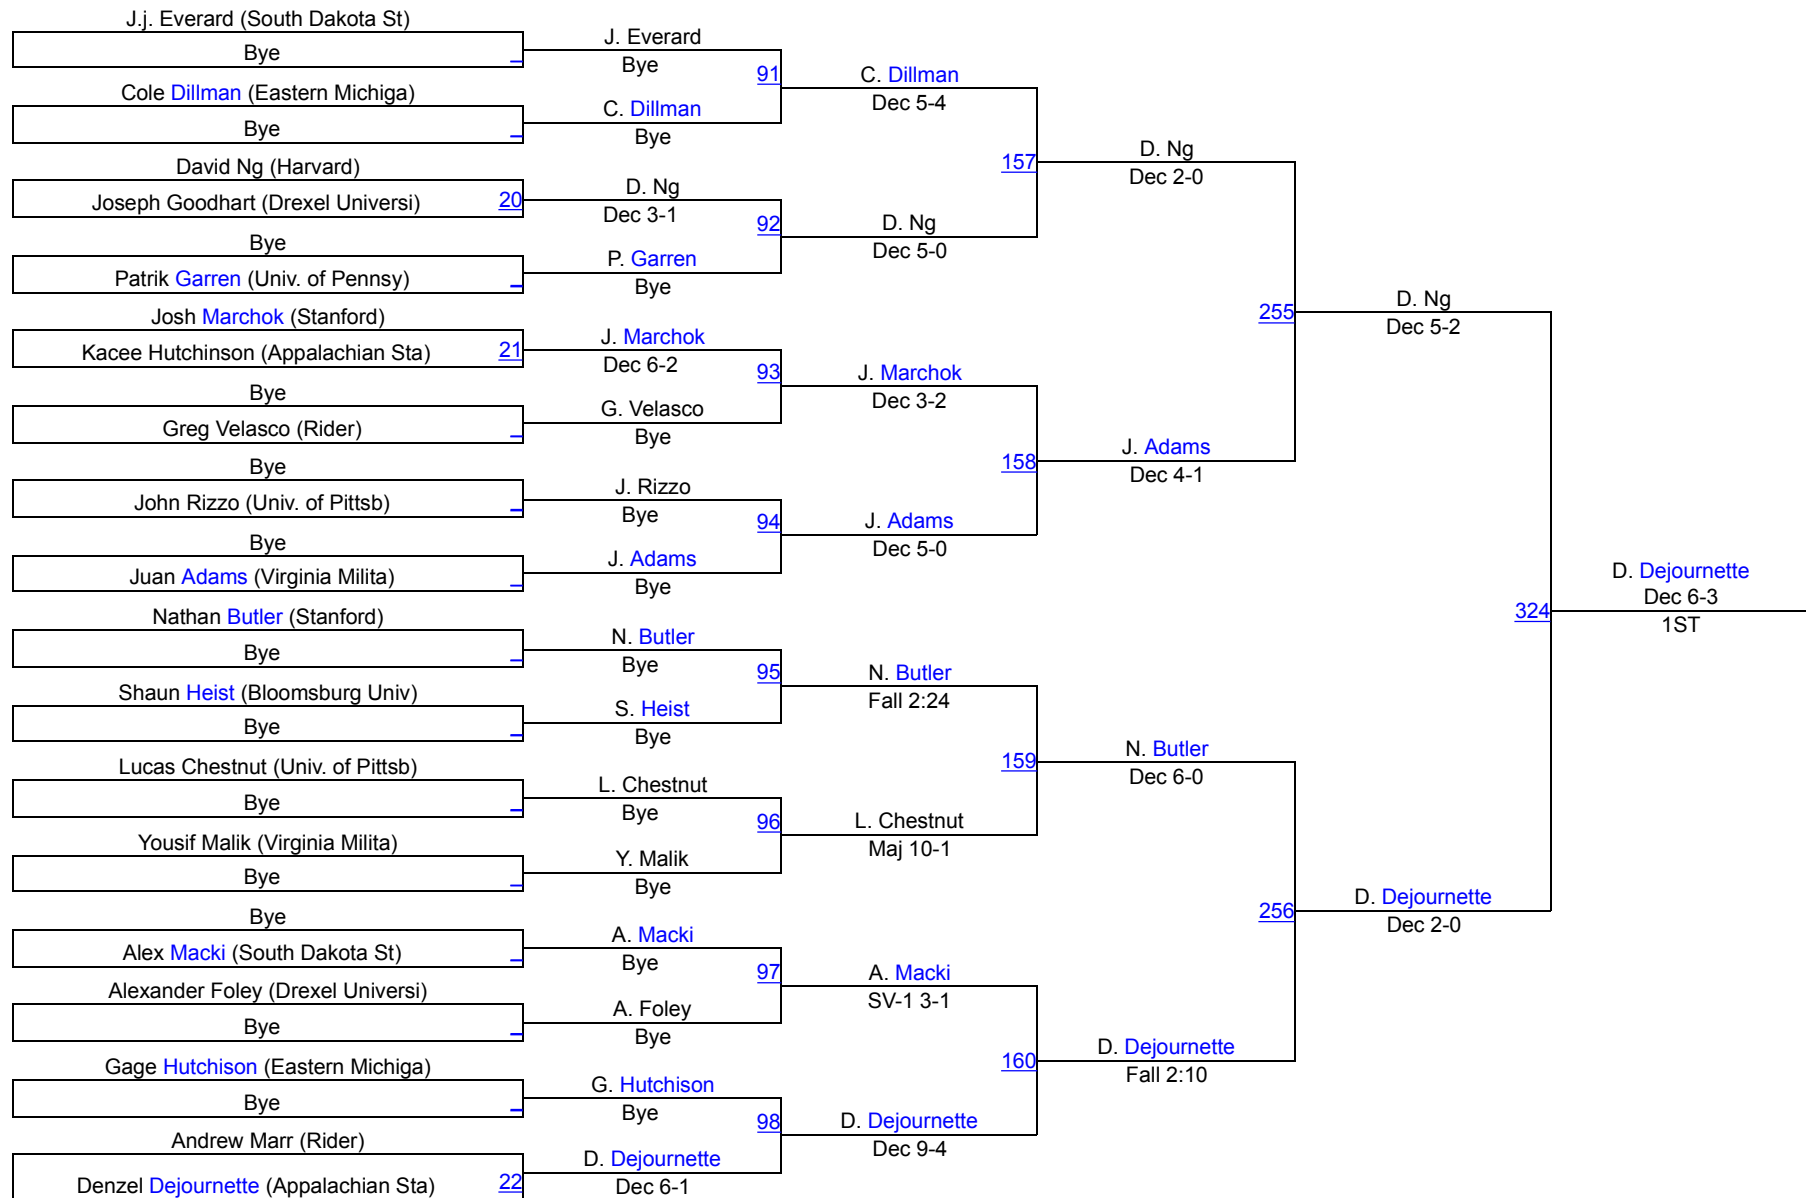 J.j. Everard (South Dakota St)
Bye
Cole Dillman (Eastern Michiga)
Bye
David Ng (Harvard)
Joseph Goodhart (Drexel Universi) 20
Bye
Patrik Garren (Univ. of Pennsy)
Josh Marchok (Stanford)
Kacee Hutchinson (Appalachian Sta) 21
Bye
Greg Velasco (Rider)
Bye
John Rizzo (Univ. of Pittsb)
Bye
Juan Adams (Virginia Milita)
Nathan Butler (Stanford)
Bye
Shaun Heist (Bloomsburg Univ)
Bye
Lucas Chestnut (Univ. of Pittsb)
Bye
Yousif Malik (Virginia Milita)
Bye
Bye
Alex Macki (South Dakota St)
Alexander Foley (Drexel Universi)
Bye
Gage Hutchison (Eastern Michiga)
Bye
Andrew Marr (Rider)
Denzel Dejournette (Appalachian Sta) 22
J. Everard
Bye
91
C. Dillman
Bye
D. Ng
Dec 3-1
92
P. Garren
Bye
J. Marchok
Dec 6-2
93
G. Velasco
Bye
J. Rizzo
Bye
94
J. Adams
Bye
N. Butler
Bye
95
S. Heist
Bye
L. Chestnut
Bye
96
Y. Malik
Bye
A. Macki
Bye
97
A. Foley
Bye
G. Hutchison
Bye
98
D. Dejournette
Dec 6-1
C. Dillman
Dec 5-4
157
D. Ng
Dec 5-0
J. Marchok
Dec 3-2
158
J. Adams
Dec 5-0
N. Butler
Fall 2:24
159
L. Chestnut
Maj 10-1
A. Macki
SV-1 3-1
160
D. Dejournette
Dec 9-4
D. Ng
Dec 2-0
255
J. Adams
Dec 4-1
N. Butler
Dec 6-0
256
D. Dejournette
Fall 2:10
D. Ng
Dec 5-2
324
D. Dejournette
Dec 2-0
D. Dejournette
Dec 6-3
1ST